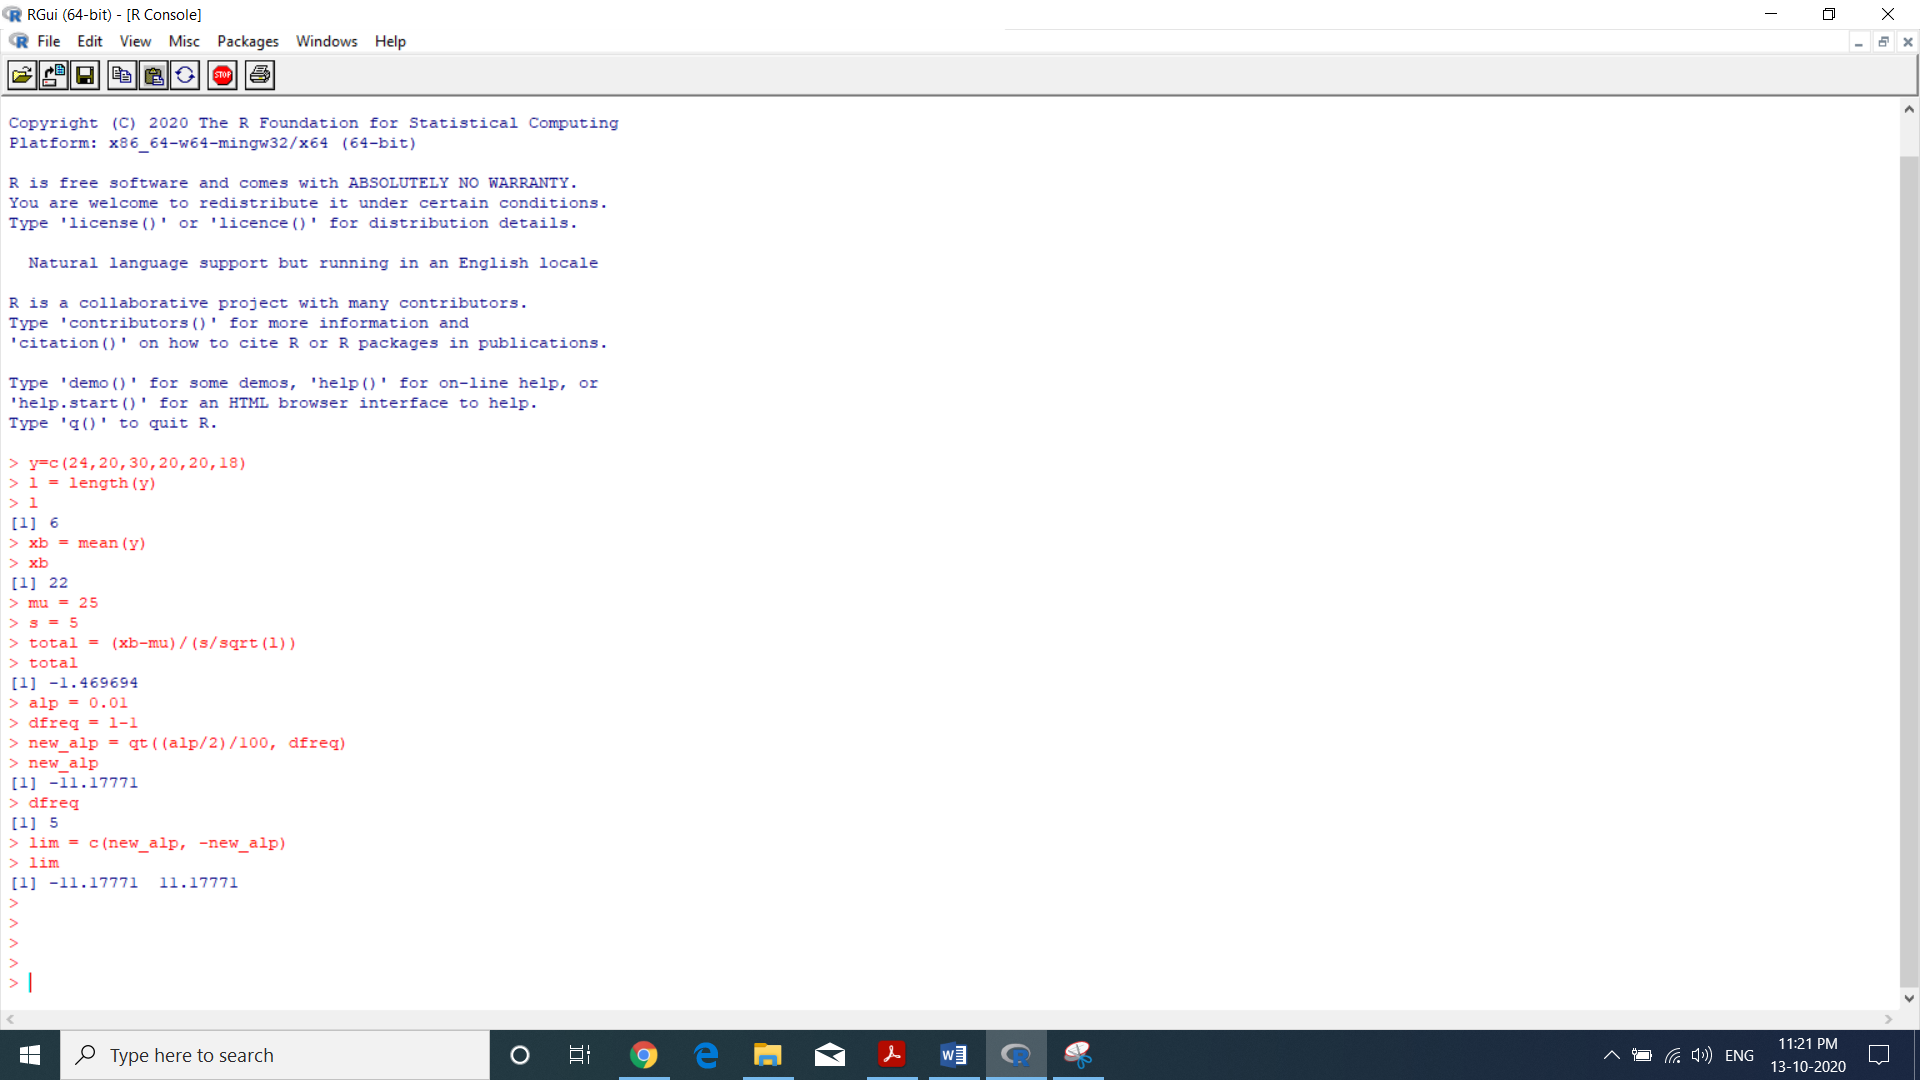 RGui (64-bit) - [R Console]
File Edit View Misc Packages Windows Help
STOP
Copyright (C) 2020 The R Foundation for Statistical Computing
Platform: x86_64-w64-mingw32/x64 (64-bit)
R is free software and comes with ABSOLUTELY NO WARRANTY.
You are welcome to redistribute it under certain conditions.
Type 'license()' or 'licence()' for distribution details.
Natural language support but running in an English locale
R is a collaborative project with many contributors.
Type 'contributors()' for more information and
'citation()' on how to cite R or R packages in publications.
Type 'demo()' for some demos, 'help()' for on-line help, or
'help.start()' for an HTML browser interface to help.
Type 'q()' to quit R.
> y=c(24,20,30,20,20,18)
> l = length(y)
> l
[1] 6
> xb = mean(y)
> xb
[1] 22
> mu = 25
> s = 5
> total = (xb-mu)/(s/sqrt(l))
> total
[1] -1.469694
> alp = 0.01
> dfreq = l-1
> new_alp = qt((alp/2)/100, dfreq)
> new_alp
[1] -11.17771
> dfreq
[1] 5
> lim = c(new_alp, -new_alp)
> lim
[1] -11.17771  11.17771
>
>
>
>
>
Type here to search
ENG
11:21 PM
13-10-2020